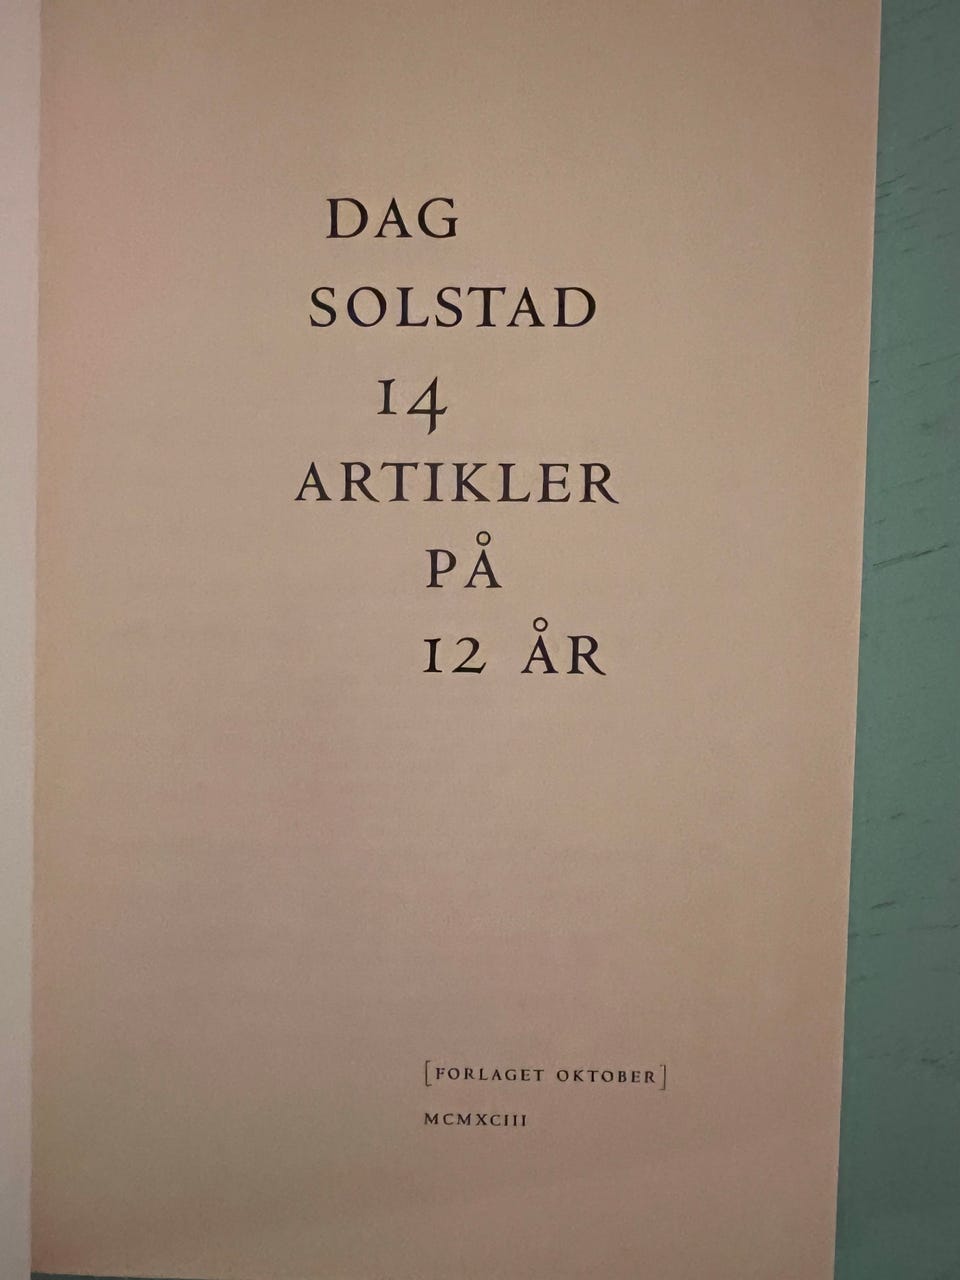 DAG
SOLSTAD
14
ARTIKLER
PÅ
12 ÅR
[FORLAGET OKTOBER]
MCMXCIII